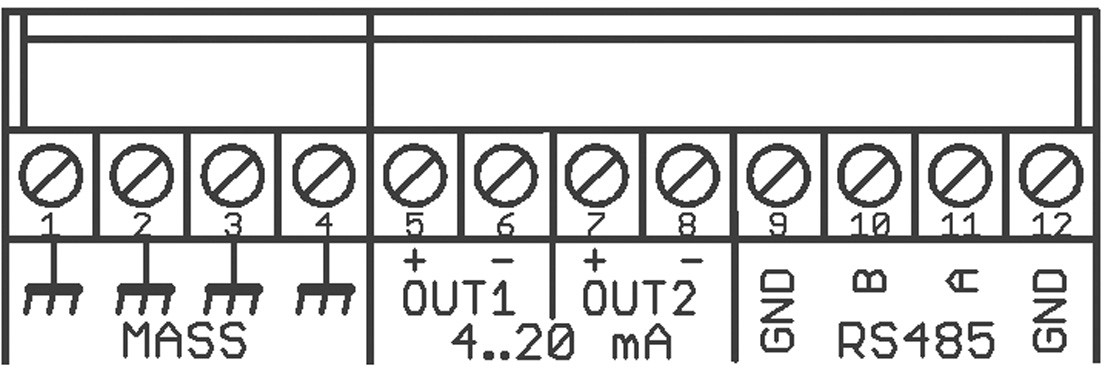 1 2 3 4 5 6 7 8 9 10 11 12
+ - + -
OUT1 OUT2
GND B A GND
MASS 4..20 mA RS485